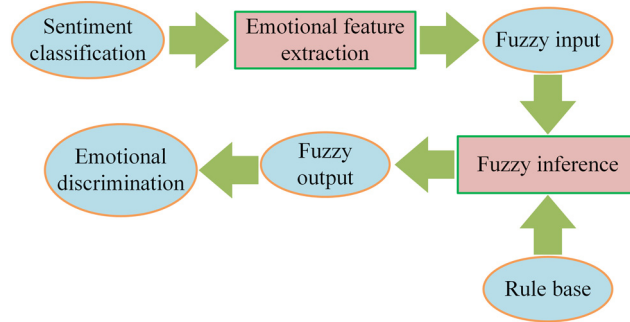 Sentiment
classification
Emotional feature
extraction
Fuzzy input
Emotional
discrimination
Fuzzy
output
Fuzzy inference
Rule base